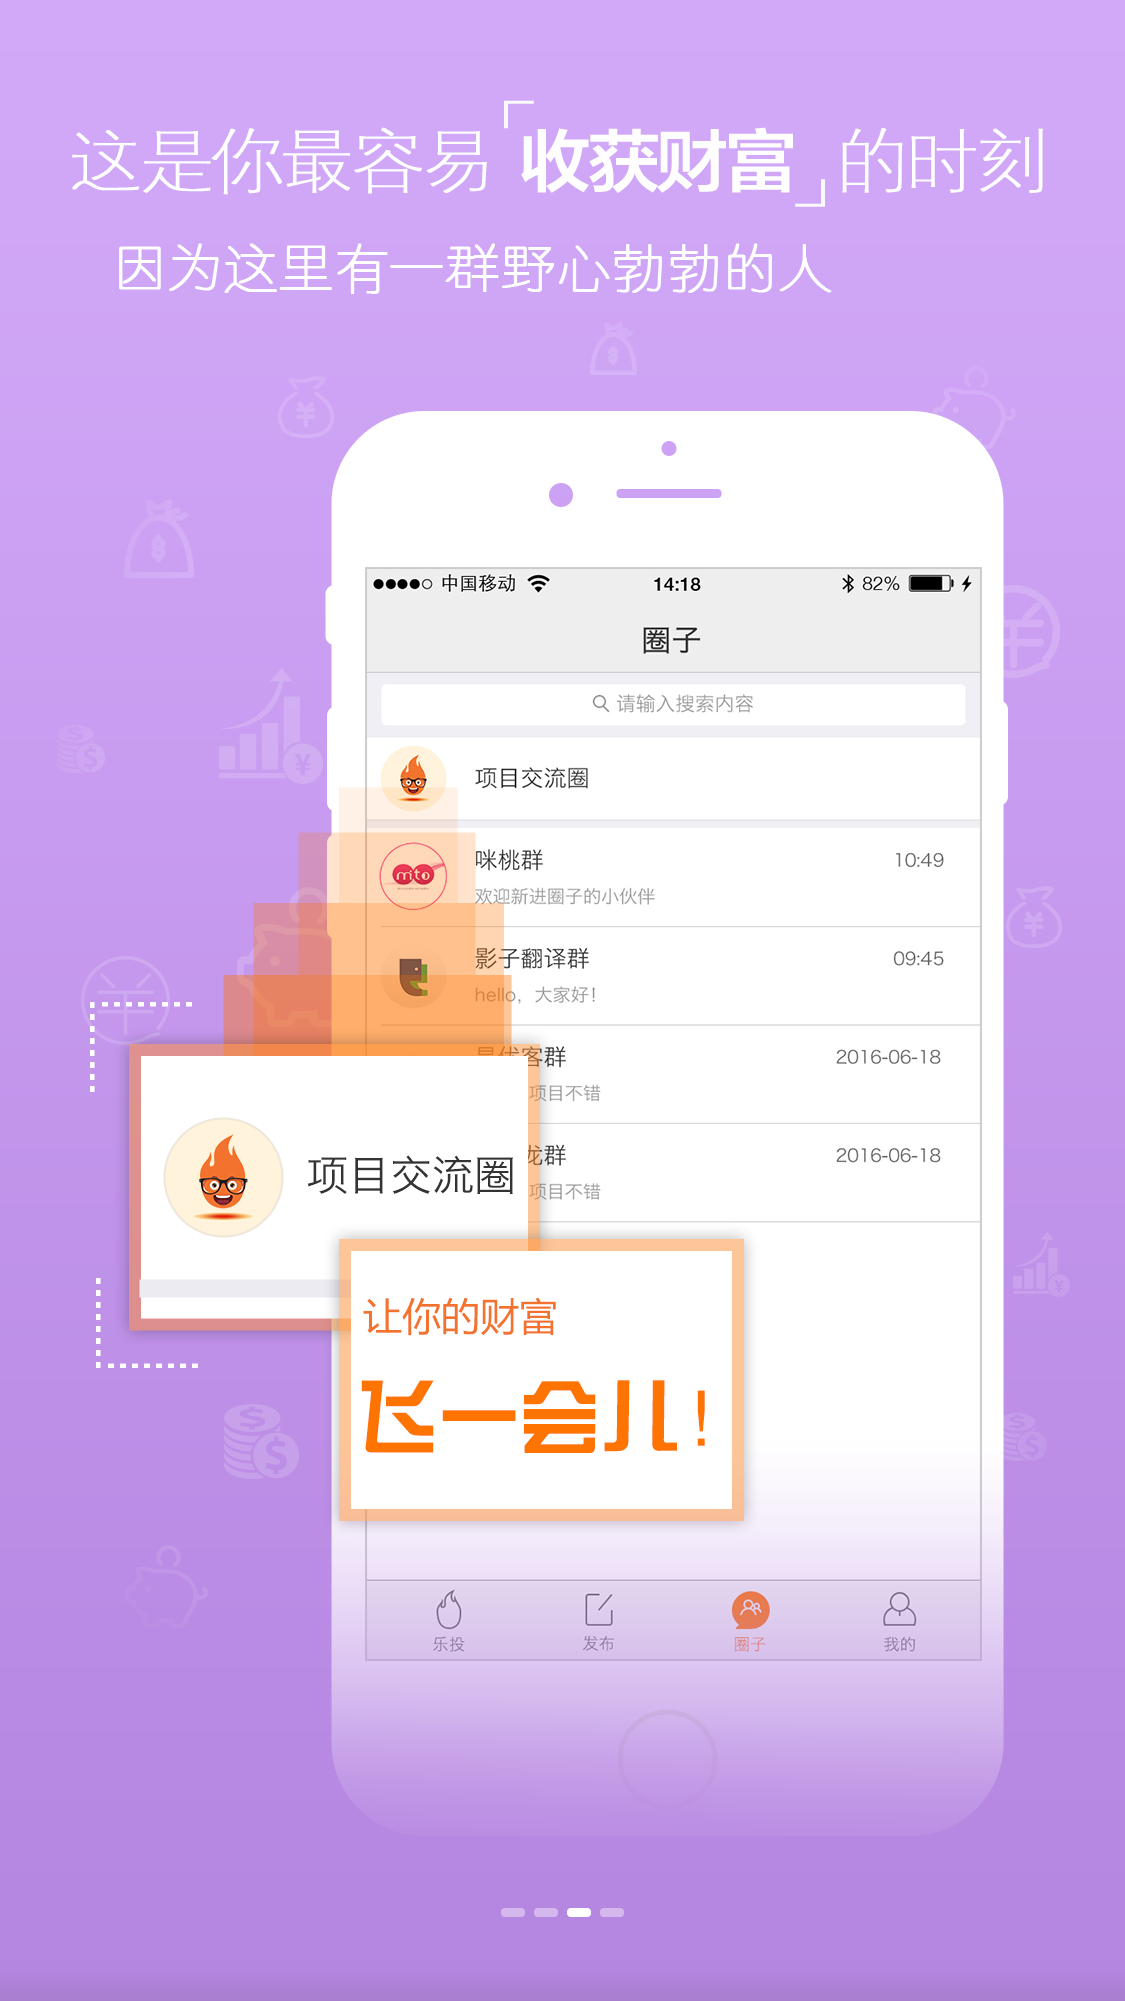 这是你最容易「收获财富」的时刻
因为这里有一群野心勃勃的人
中国移动 14:18 82%
圈子
请输入搜索内容
项目交流圈
mito
咪桃群 10:49
欢迎新进圈子的小伙伴
影子翻译群 09:45
hello，大家好！
客群 2016-06-18
项目不错
龙群 2016-06-18
项目不错
项目交流圈
让你的财富
飞一会儿！
乐投 发布 圈子 我的